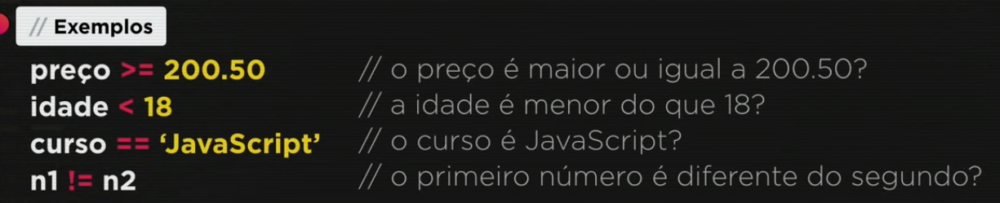 // Exemplos
preço >= 200.50 // o preço é maior ou igual a 200.50?
idade < 18 // a idade é menor do que 18?
curso == ‘JavaScript’ // o curso é JavaScript?
n1 != n2 // o primeiro número é diferente do segundo?